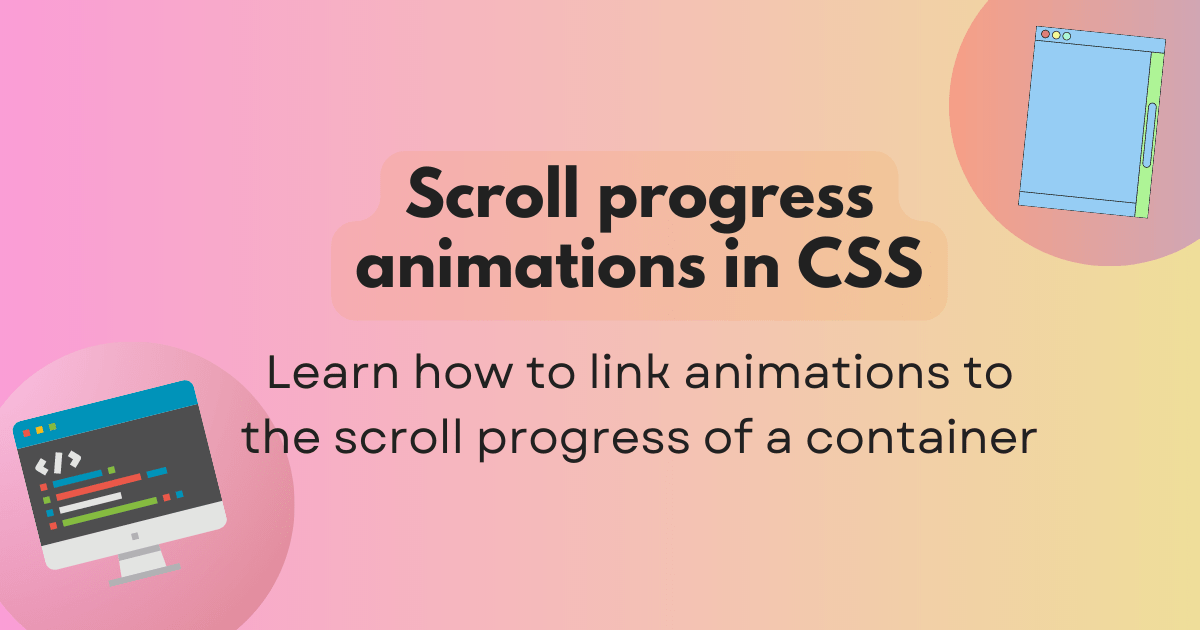 Scroll progress
animations in CSS
Learn how to link animations to
the scroll progress of a container
</>